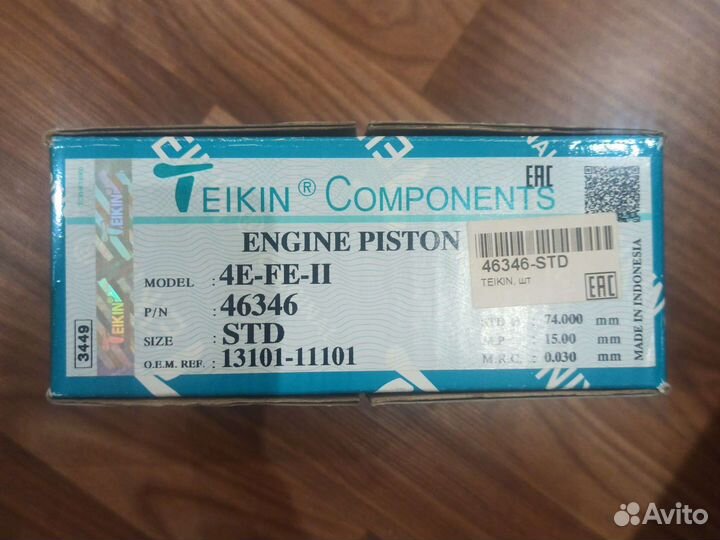 TEIKIN® COMPONENTS
EAC
ENGINE PISTON
MODEL : 4E-FE-II
P/N : 46346
SIZE : STD
O.E.M. REF. : 13101-11101
46346-STD
TEIKIN, шт
EAC
74.000 mm
M.P : 15.00 mm
M.R.C. : 0.030 mm
MADE IN INDONESIA
3449
TEIKIN
TEIKIN
Avito